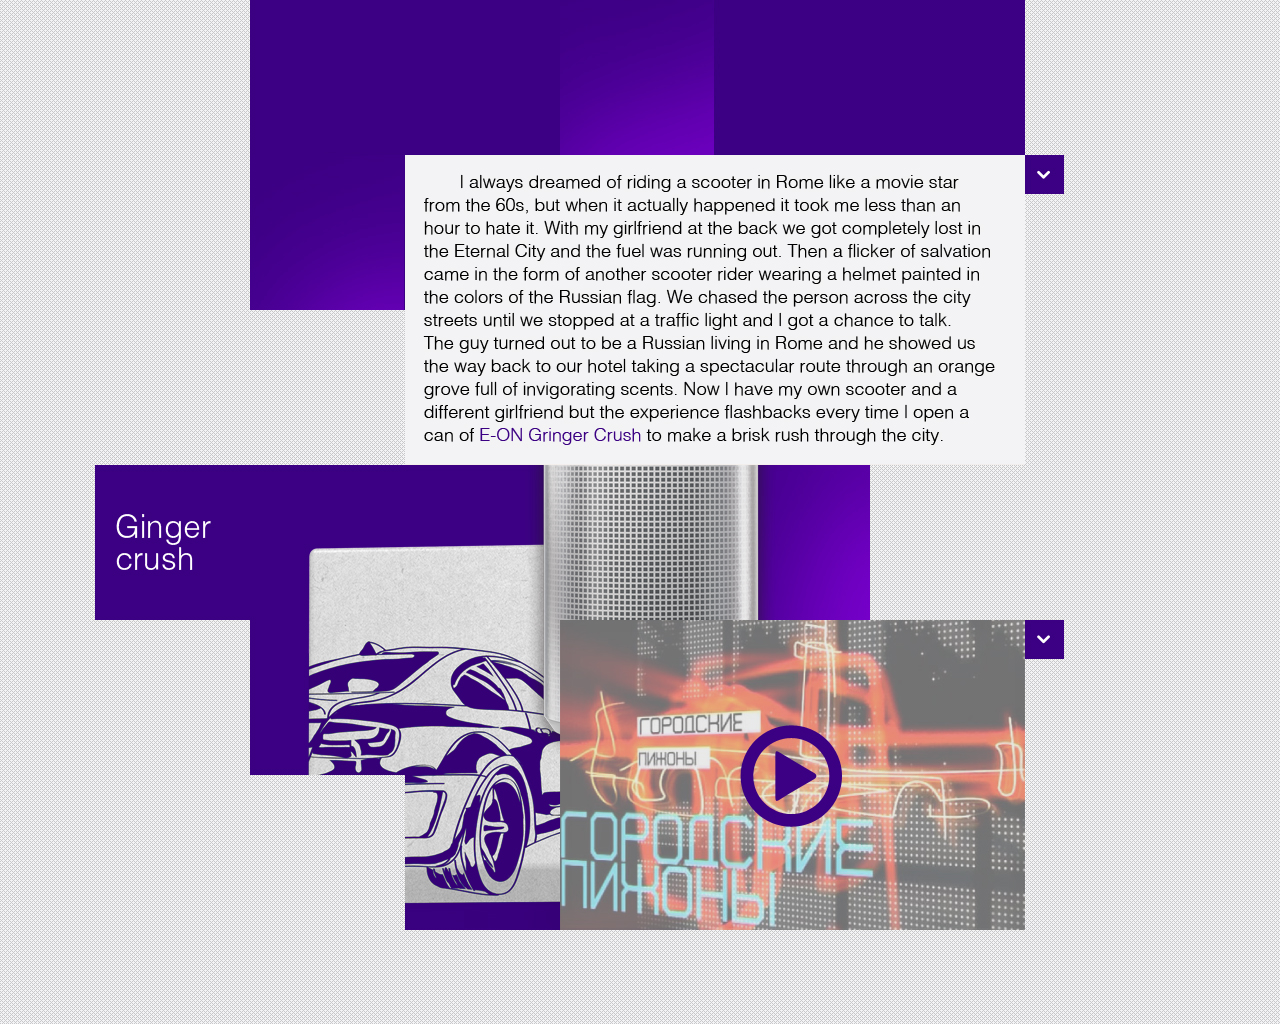 I always dreamed of riding a scooter in Rome like a movie star
from the 60s, but when it actually happened it took me less than an
hour to hate it. With my girlfriend at the back we got completely lost in
the Eternal City and the fuel was running out. Then a flicker of salvation
came in the form of another scooter rider wearing a helmet painted in
the colors of the Russian flag. We chased the person across the city
streets until we stopped at a traffic light and I got a chance to talk.
The guy turned out to be a Russian living in Rome and he showed us
the way back to our hotel taking a spectacular route through an orange
grove full of invigorating scents. Now I have my own scooter and a
different girlfriend but the experience flashbacks every time I open a
can of E-ON Gringer Crush to make a brisk rush through the city.
Ginger
crush
ГОРОДСКИЕ
ПИЖОНЫ
ГОРОДСКИЕ
ПИЖОНЫ